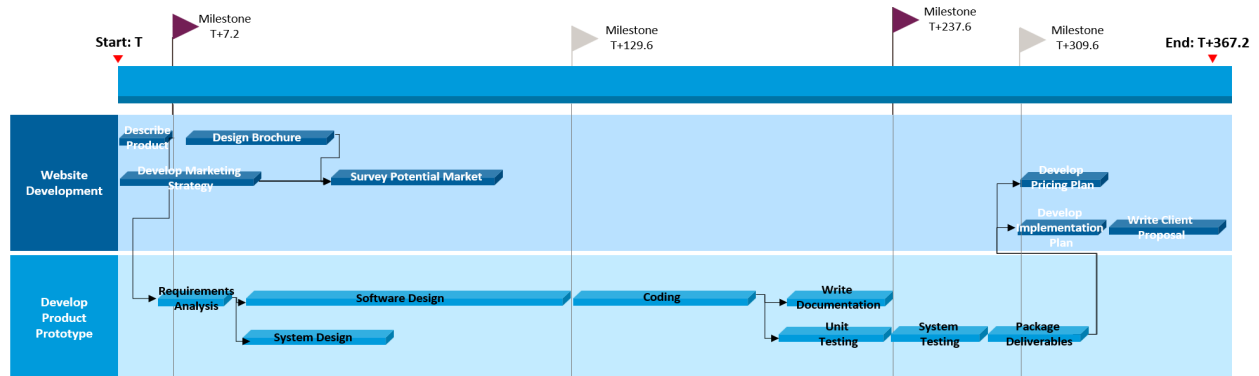 Milestone
T+7.2
Milestone
T+129.6
Milestone
T+237.6
Milestone
T+309.6
Start: T
End: T+367.2
Website
Development
Describe
Product
Design Brochure
Develop Marketing
Strategy
Survey Potential Market
Develop
Pricing Plan
Develop
Implementation
Plan
Write Client
Proposal
Develop
Product
Prototype
Requirements
Analysis
Software Design
System Design
Coding
Write
Documentation
Unit
Testing
System
Testing
Package
Deliverables